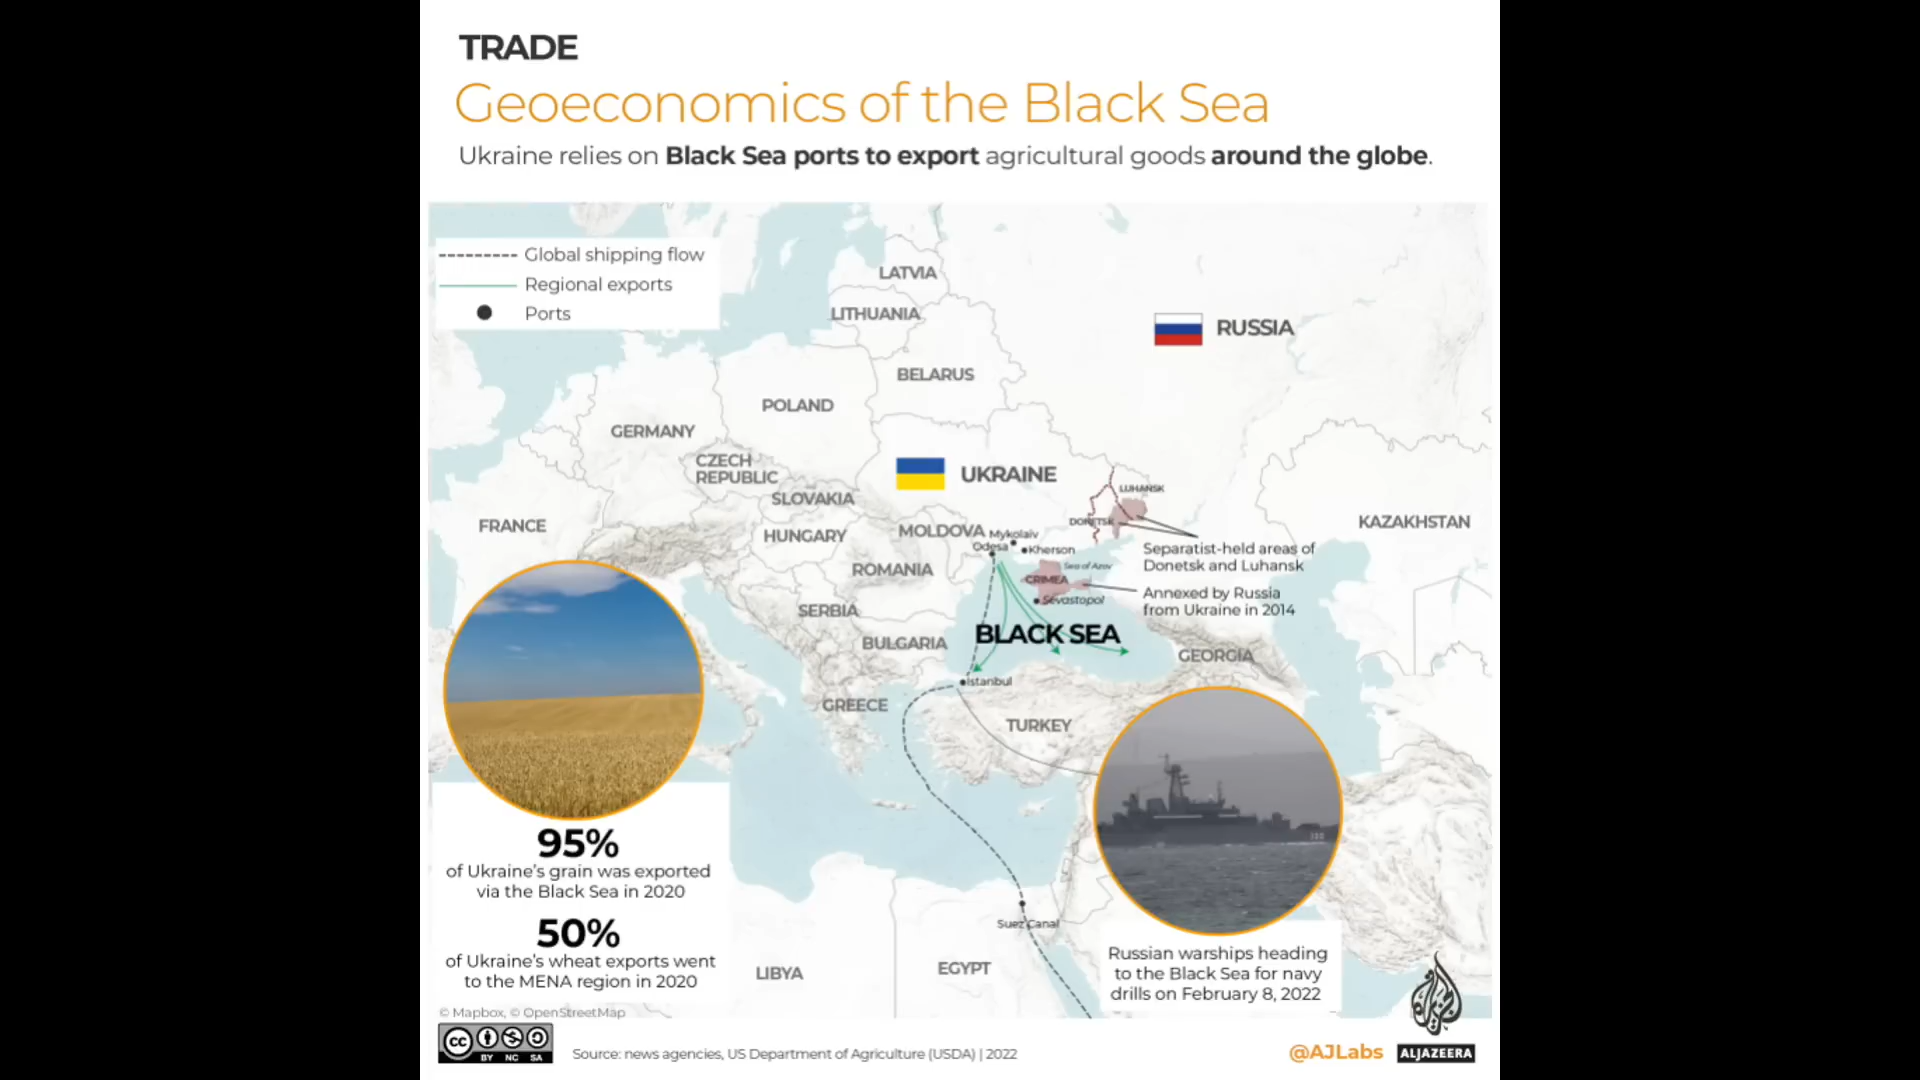 TRADE
Geoeconomics of the Black Sea
Ukraine relies on Black Sea ports to export agricultural goods around the globe.
Global shipping flow
Regional exports
Ports
LATVIA
LITHUANIA
RUSSIA
BELARUS
POLAND
GERMANY
CZECH
REPUBLIC
UKRAINE
SLOVAKIA
LUHANSK
DONETSK
FRANCE
KAZAKHSTAN
HUNGARY
MOLDOVA
Mykolaiv
Odesa
Kherson
Separatist-held areas of
Donetsk and Luhansk
ROMANIA
Sea of Azov
CRIMEA
Annexed by Russia
from Ukraine in 2014
Sevastopol
SERBIA
BULGARIA
BLACK SEA
GEORGIA
Istanbul
GREECE
TURKEY
95%
of Ukraine's grain was exported
via the Black Sea in 2020
50%
of Ukraine's wheat exports went
to the MENA region in 2020
Suez Canal
LIBYA
EGYPT
Russian warships heading
to the Black Sea for navy
drills on February 8, 2022
© Mapbox, © OpenStreetMap
cc BY NC SA
Source: news agencies, US Department of Agriculture (USDA) | 2022
@AJLabs
ALJAZEERA